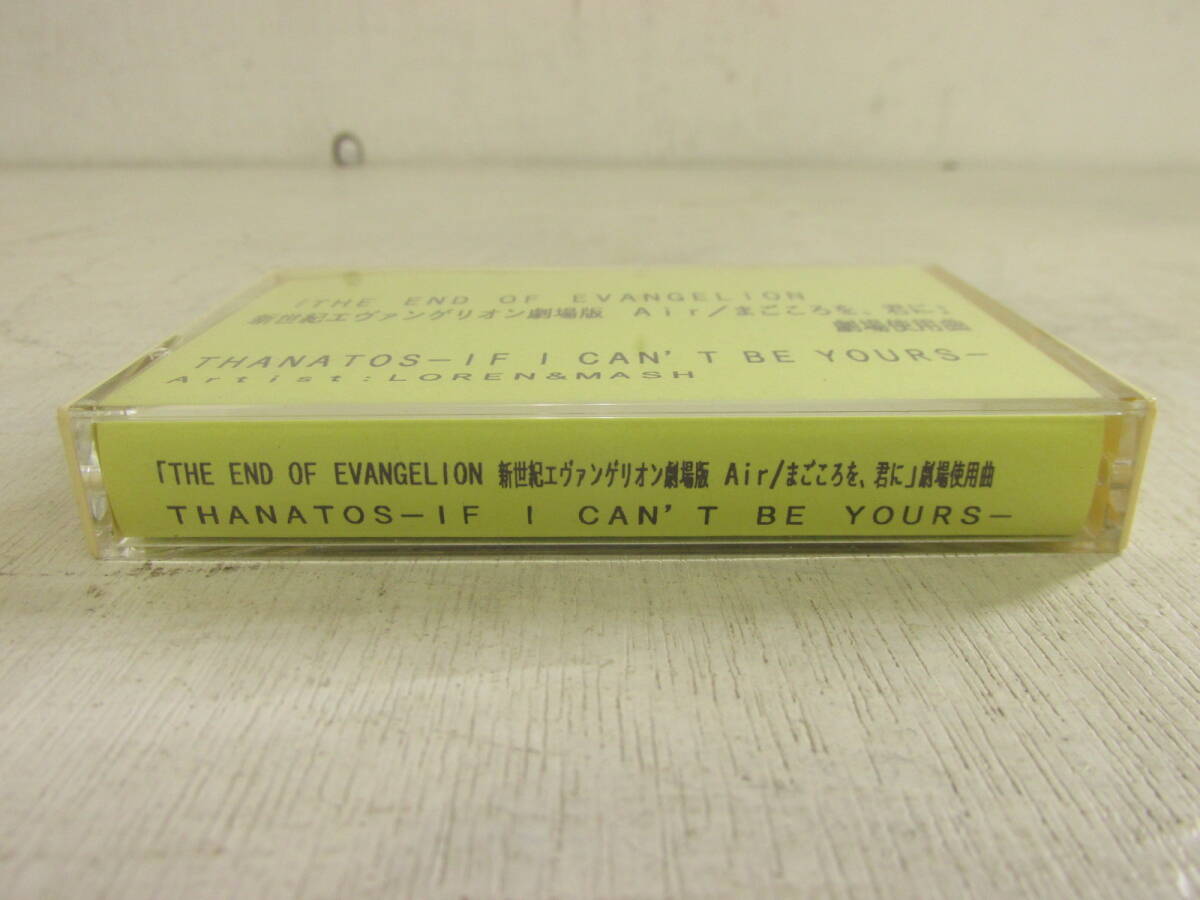 「THE END OF EVANGELION
新世紀エヴァンゲリオン劇場版 Air/まごころを、君に」
劇場使用曲
THANATOS−IF I CAN'T BE YOURS−
Artist:LOREN&MASH
「THE END OF EVANGELION 新世紀エヴァンゲリオン劇場版 Air/まごころを、君に」劇場使用曲
THANATOS−IF I CAN'T BE YOURS−